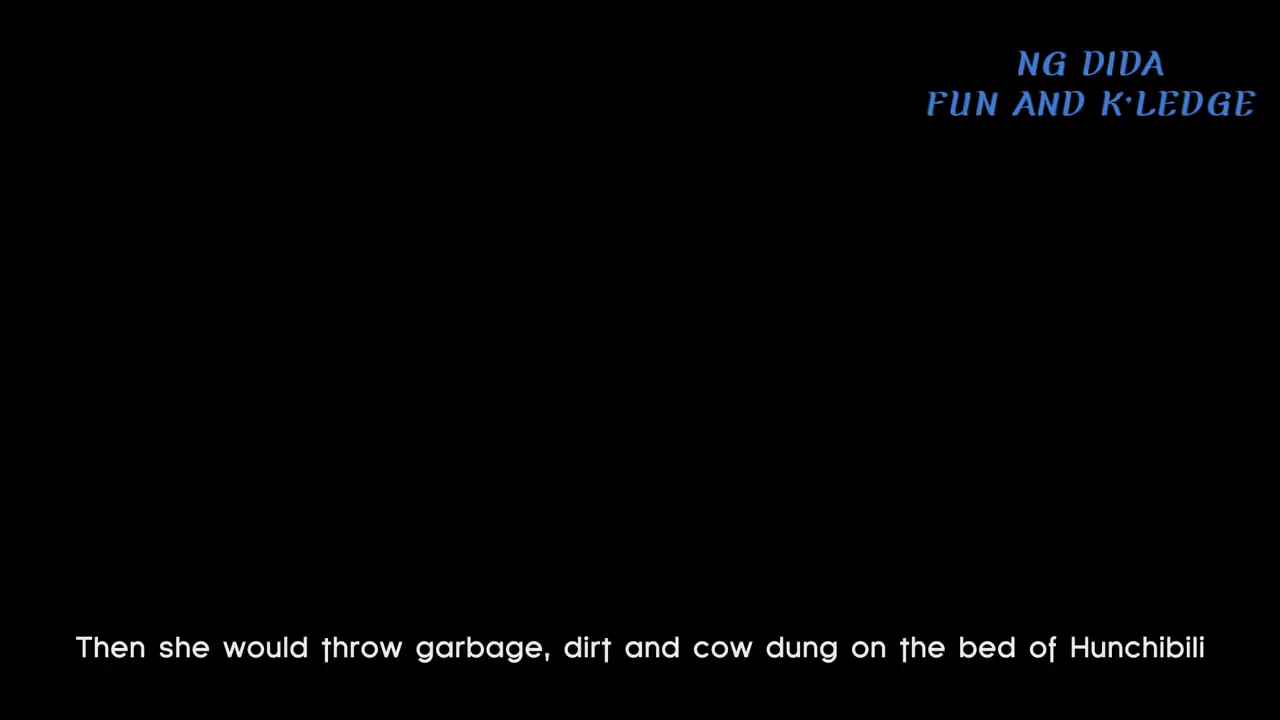 NG DIDA
FUN AND K'LEDGE
Then she would throw garbage, dirt and cow dung on the bed of Hunchibili